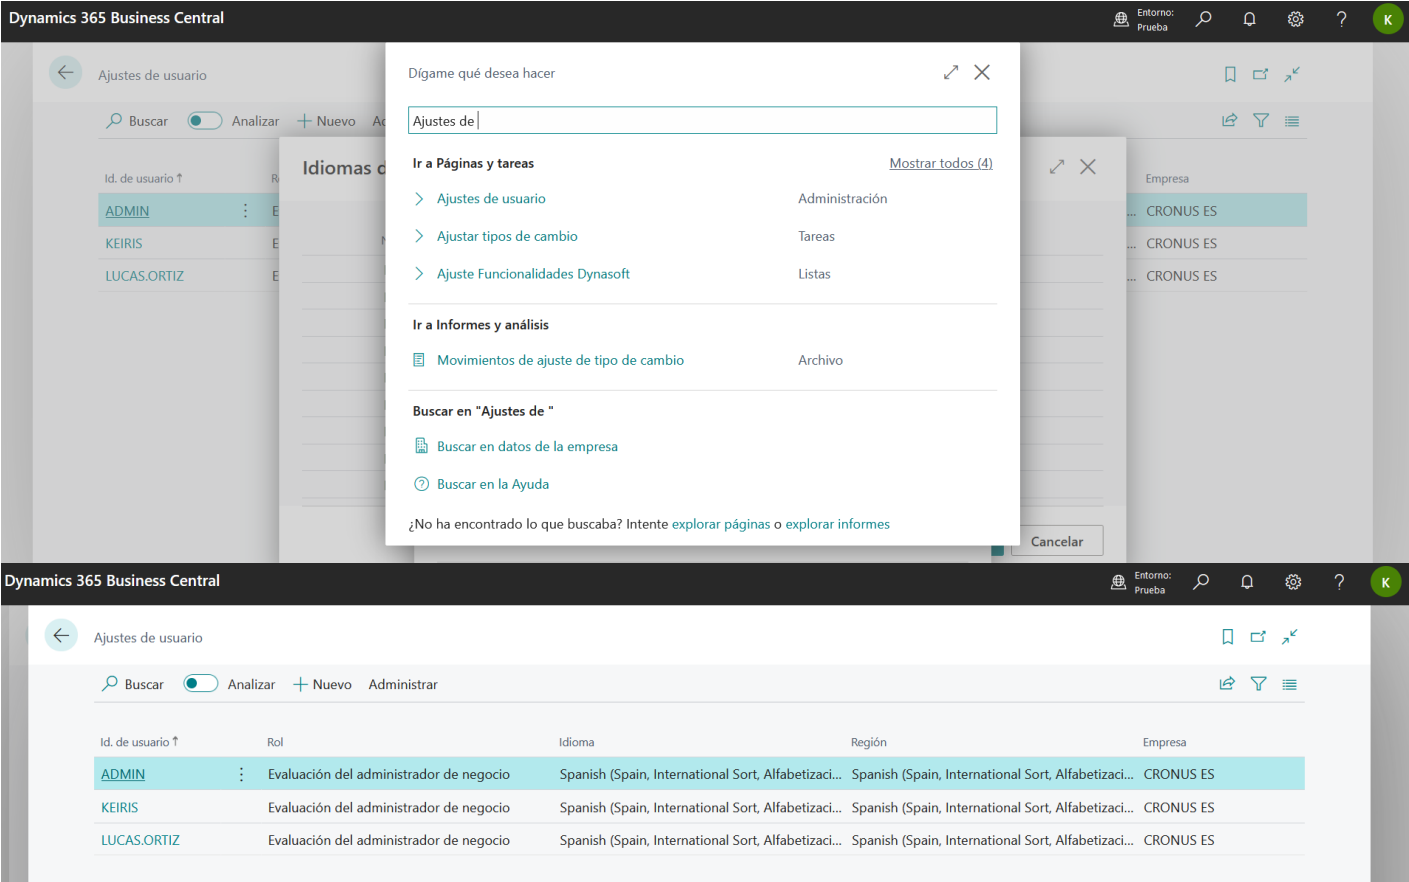 Dynamics 365 Business Central
Entorno:
Prueba
K
Ajustes de usuario
Dígame qué desea hacer
Buscar
Analizar
Nuevo
Ajustes de
Idiomas d
Ir a Páginas y tareas
Mostrar todos (4)
Id. de usuario
Empresa
Ajustes de usuario
Administración
ADMIN
CRONUS ES
Ajustar tipos de cambio
Tareas
KEIRIS
CRONUS ES
Ajuste Funcionalidades Dynasoft
Listas
LUCAS.ORTIZ
CRONUS ES
Ir a Informes y análisis
Movimientos de ajuste de tipo de cambio
Archivo
Buscar en "Ajustes de "
Buscar en datos de la empresa
Buscar en la Ayuda
¿No ha encontrado lo que buscaba? Intente explorar páginas o explorar informes
Cancelar
Dynamics 365 Business Central
Entorno:
Prueba
K
Ajustes de usuario
Buscar
Analizar
Nuevo
Administrar
Id. de usuario
Rol
Idioma
Región
Empresa
ADMIN
Evaluación del administrador de negocio
Spanish (Spain, International Sort, Alfabetizaci...
Spanish (Spain, International Sort, Alfabetizaci...
CRONUS ES
KEIRIS
Evaluación del administrador de negocio
Spanish (Spain, International Sort, Alfabetizaci...
Spanish (Spain, International Sort, Alfabetizaci...
CRONUS ES
LUCAS.ORTIZ
Evaluación del administrador de negocio
Spanish (Spain, International Sort, Alfabetizaci...
Spanish (Spain, International Sort, Alfabetizaci...
CRONUS ES